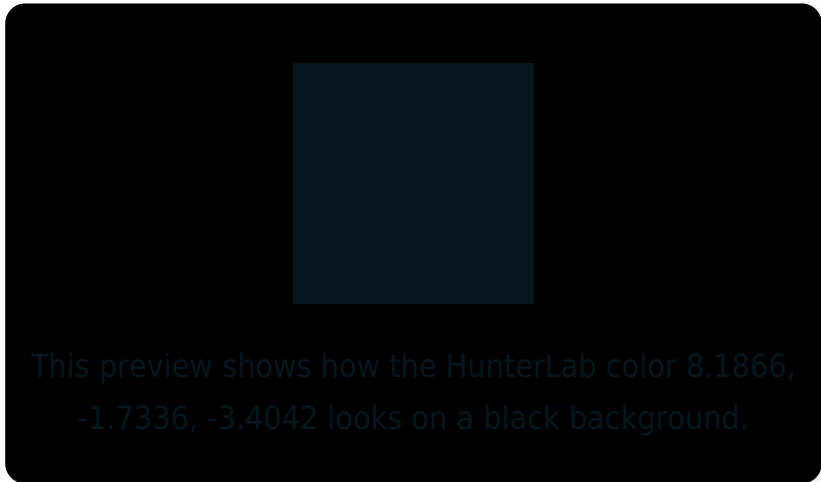 This preview shows how the HunterLab color 8.1866,
-1.7336, -3.4042 looks on a black background.